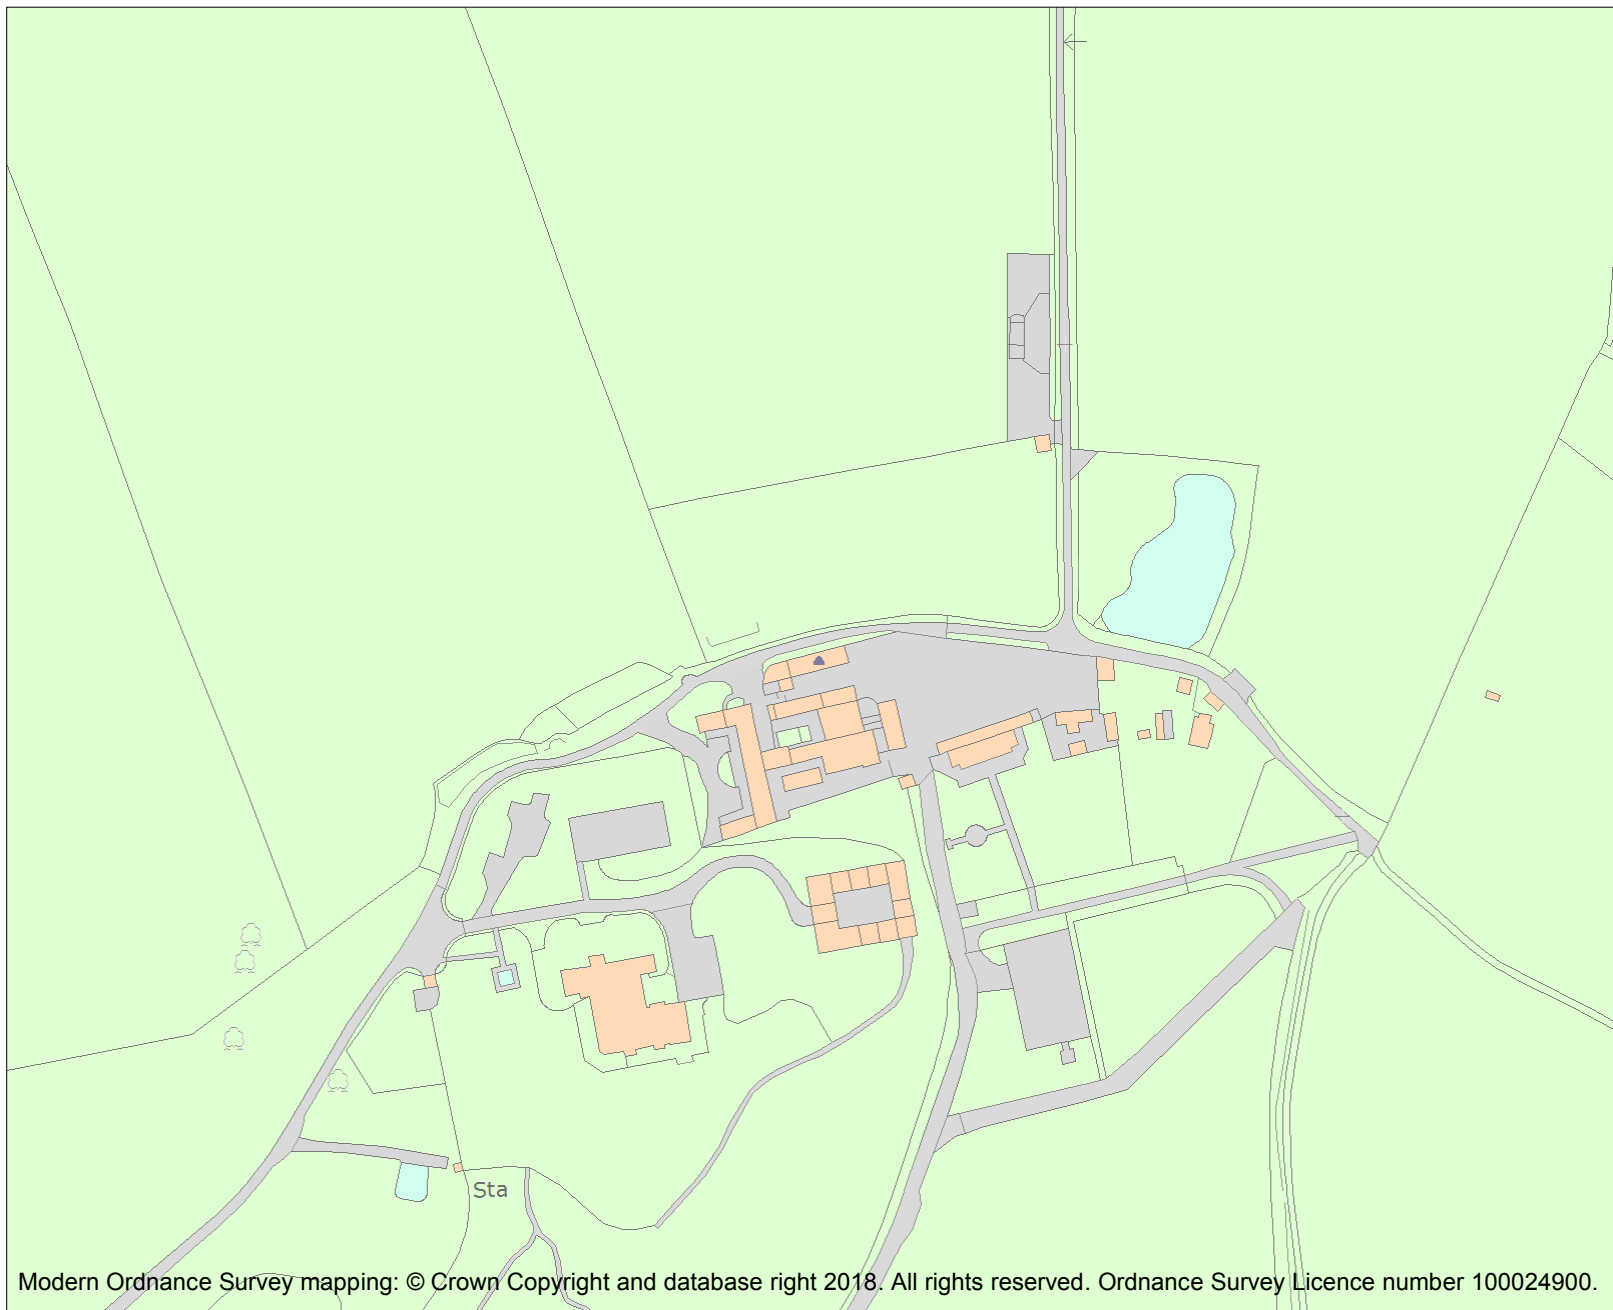 Sta
Modern Ordnance Survey mapping: © Crown Copyright and database right 2018. All rights reserved. Ordnance Survey Licence number 100024900.